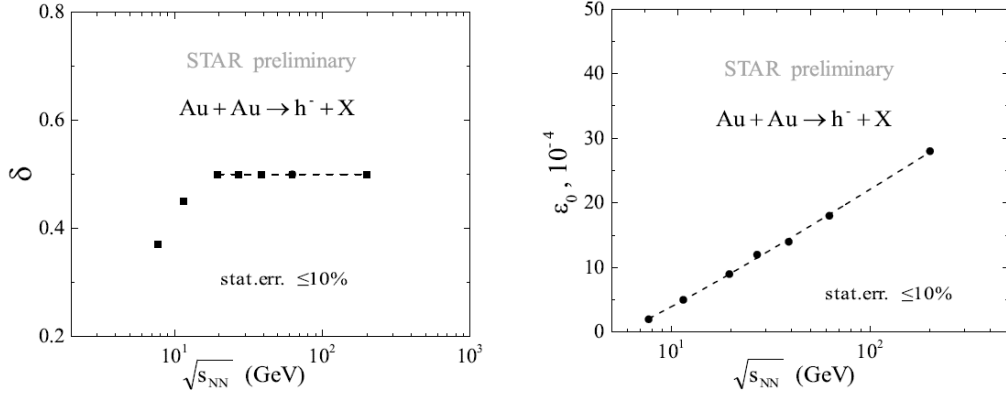 0.8
STAR preliminary
Au + Au → h⁻ + X
0.6
δ
0.4
stat.err. ≤10%
0.2
10¹ 10² 10³
√s_NN (GeV)
50
40
STAR preliminary
Au + Au → h⁻ + X
30
ε₀ , 10⁻⁴
20
10
stat.err. ≤10%
0
10¹ 10²
√s_NN (GeV)